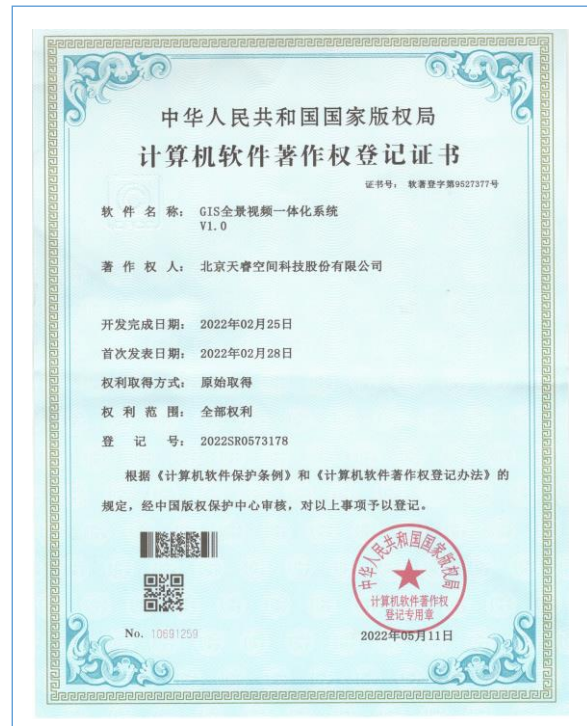 中华人民共和国国家版权局
计算机软件著作权登记证书
证书号： 软著登字第9527377号
软件名称： GIS全景视频一体化系统
V1.0
著作权人： 北京天睿空间科技股份有限公司
开发完成日期： 2022年02月25日
首次发表日期： 2022年02月28日
权利取得方式： 原始取得
权利范围： 全部权利
登记号： 2022SR0573178
根据《计算机软件保护条例》和《计算机软件著作权登记办法》的
规定，经中国版权保护中心审核，对以上事项予以登记。
中华人民共和国国家版权局
计算机软件著作权
登记专用章
No. 10691259
2022年05月11日